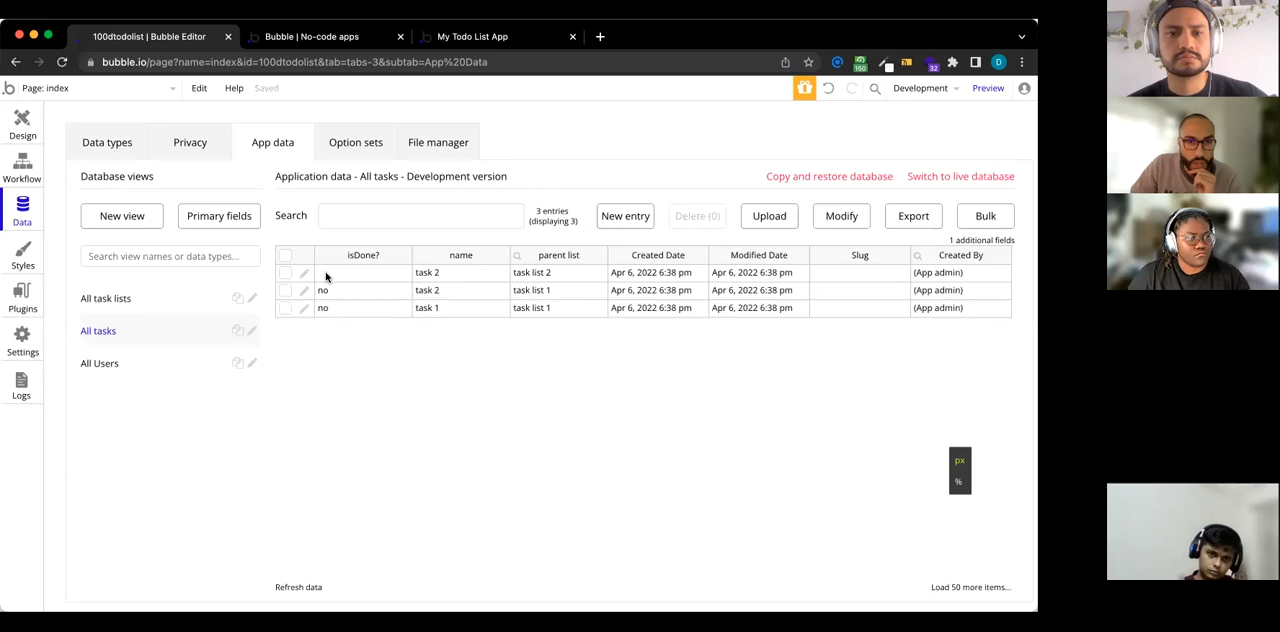 100dtodolist | Bubble Editor
Bubble | No-code apps
My Todo List App
bubble.io/page?name=index&id=100dtodolist&tab=tabs-3&subtab=App%20Data
150
32
D
Page: index
Edit
Help
Saved
Development
Preview
Design
Workflow
Data
Styles
Plugins
Settings
Logs
Data types
Privacy
App data
Option sets
File manager
Database views
New view
Primary fields
Search view names or data types...
All task lists
All tasks
All Users
Application data - All tasks - Development version
Copy and restore database
Switch to live database
Search
3 entries
(displaying 3)
New entry
Delete (0)
Upload
Modify
Export
Bulk
1 additional fields
isDone? name parent list Created Date Modified Date Slug Created By
task 2 task list 2 Apr 6, 2022 6:38 pm Apr 6, 2022 6:38 pm (App admin)
no task 2 task list 1 Apr 6, 2022 6:38 pm Apr 6, 2022 6:38 pm (App admin)
no task 1 task list 1 Apr 6, 2022 6:38 pm Apr 6, 2022 6:38 pm (App admin)
px
%
Refresh data
Load 50 more items...